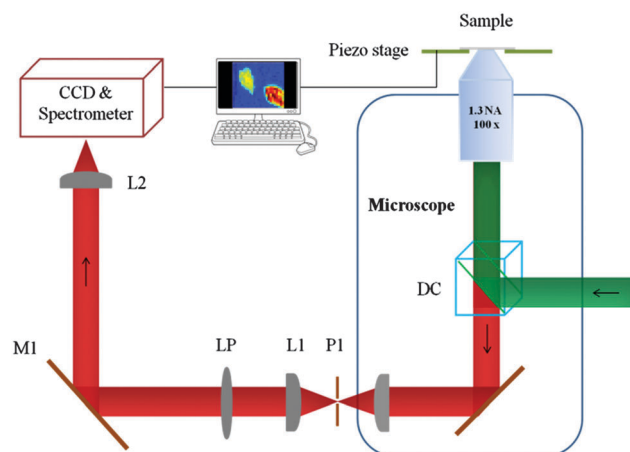 Sample
Piezo stage
CCD &
Spectrometer
1.3 NA
100 x
L2
Microscope
DC
M1
LP
L1
P1